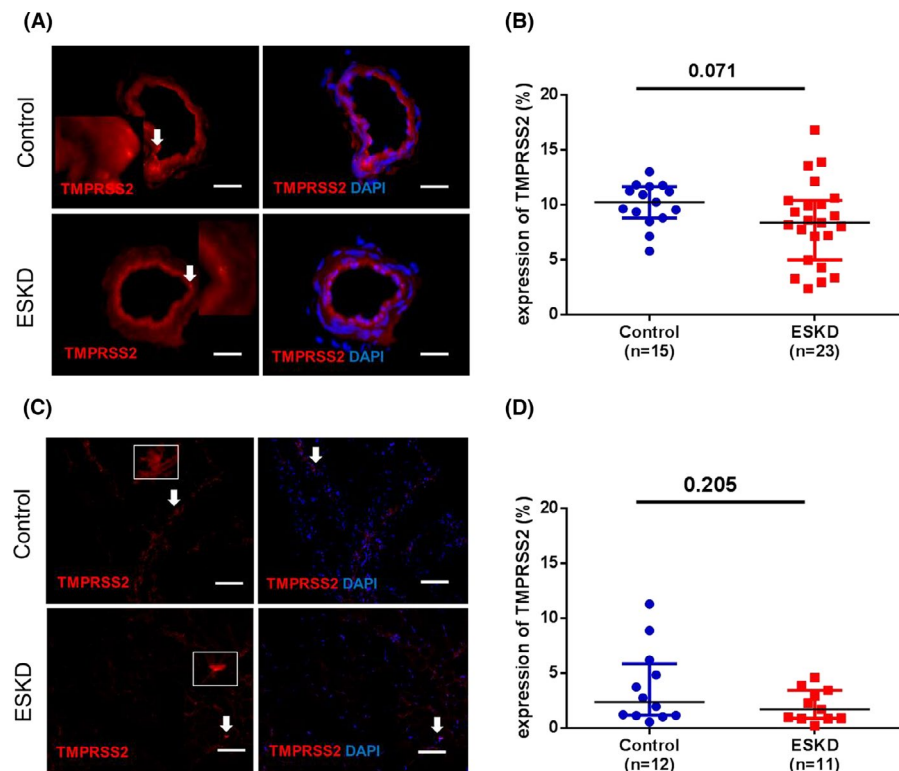 (A)
Control
TMPRSS2
TMPRSS2 DAPI
ESKD
TMPRSS2
TMPRSS2 DAPI
(B)
0.071
expression of TMPRSS2 (%)
20
15
10
5
0
Control
(n=15)
ESKD
(n=23)
(C)
Control
TMPRSS2
TMPRSS2 DAPI
ESKD
TMPRSS2
TMPRSS2 DAPI
(D)
0.205
expression of TMPRSS2 (%)
20
15
10
5
0
Control
(n=12)
ESKD
(n=11)